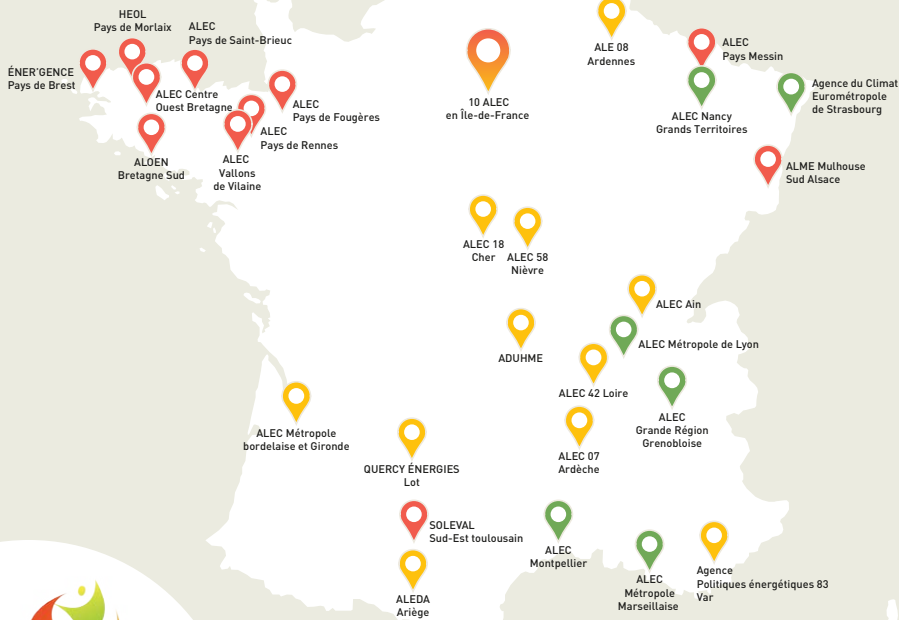 HEOL
Pays de Morlaix
ALEC
Pays de Saint-Brieuc
ÉNER'GENCE
Pays de Brest
ALEC Centre
Ouest Bretagne
ALEC
Pays de Fougères
ALEC
Pays de Rennes
ALOEN
Bretagne Sud
ALEC
Vallons
de Vilaine
10 ALEC
en Île-de-France
ALE 08
Ardennes
ALEC
Pays Messin
ALEC Nancy
Grands Territoires
Agence du Climat
Eurométropole
de Strasbourg
ALME Mulhouse
Sud Alsace
ALEC 18
Cher
ALEC 58
Nièvre
ALEC Ain
ALEC Métropole de Lyon
ADUHME
ALEC 42 Loire
ALEC
Grande Région
Grenobloise
ALEC Métropole
bordelaise et Gironde
ALEC 07
Ardèche
QUERCY ÉNERGIES
Lot
SOLEVAL
Sud-Est toulousain
ALEC
Montpellier
ALEC
Métropole
Marseillaise
Agence
Politiques énergétiques 83
Var
ALEDA
Ariège